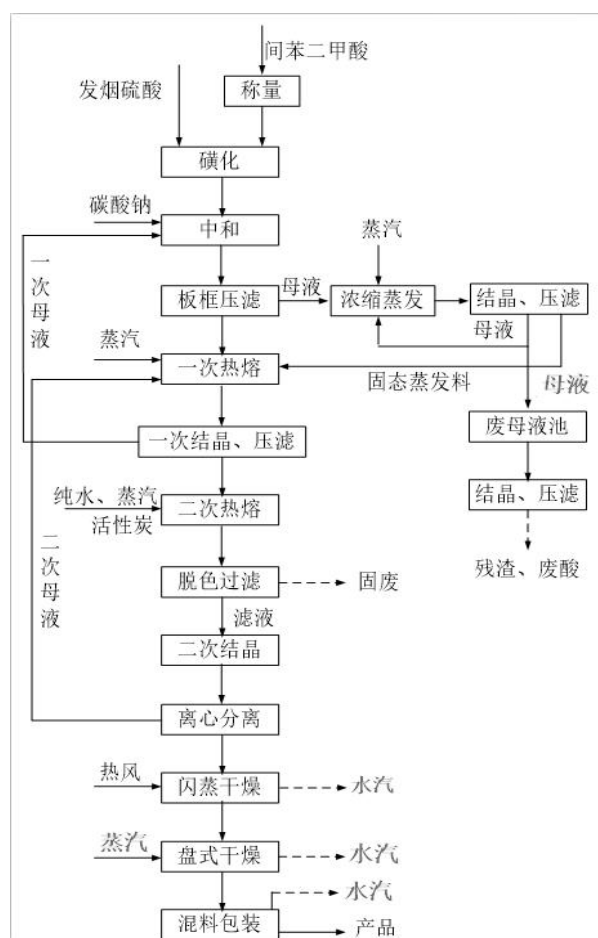 间苯二甲酸
发烟硫酸
称量
磺化
碳酸钠
中和
蒸汽
一次母液
板框压滤
母液
浓缩蒸发
结晶、压滤
母液
蒸汽
一次热熔
固态蒸发料
母液
废母液池
一次结晶、压滤
纯水、蒸汽
活性炭
二次热熔
结晶、压滤
二次母液
脱色过滤
固废
残渣、废酸
滤液
二次结晶
离心分离
热风
闪蒸干燥
水汽
蒸汽
盘式干燥
水汽
水汽
混料包装
产品